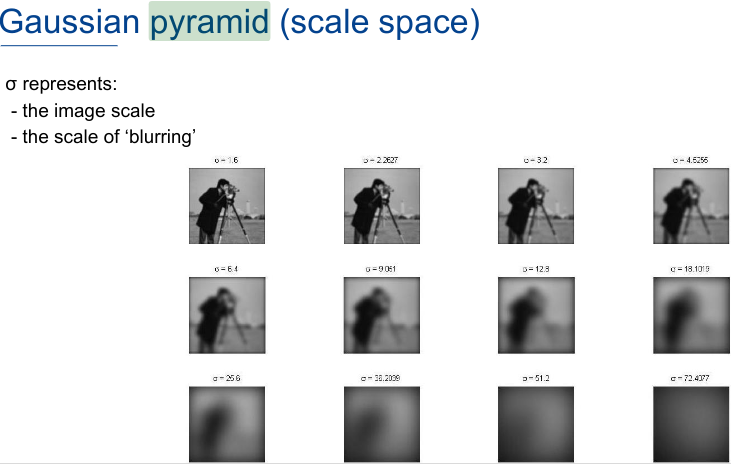 Gaussian pyramid (scale space)
σ represents:
- the image scale
- the scale of ‘blurring’
σ = 1.6
σ = 2.2627
σ = 3.2
σ = 4.5255
σ = 6.4
σ = 9.051
σ = 12.8
σ = 18.1019
σ = 25.6
σ = 36.2039
σ = 51.2
σ = 72.4077